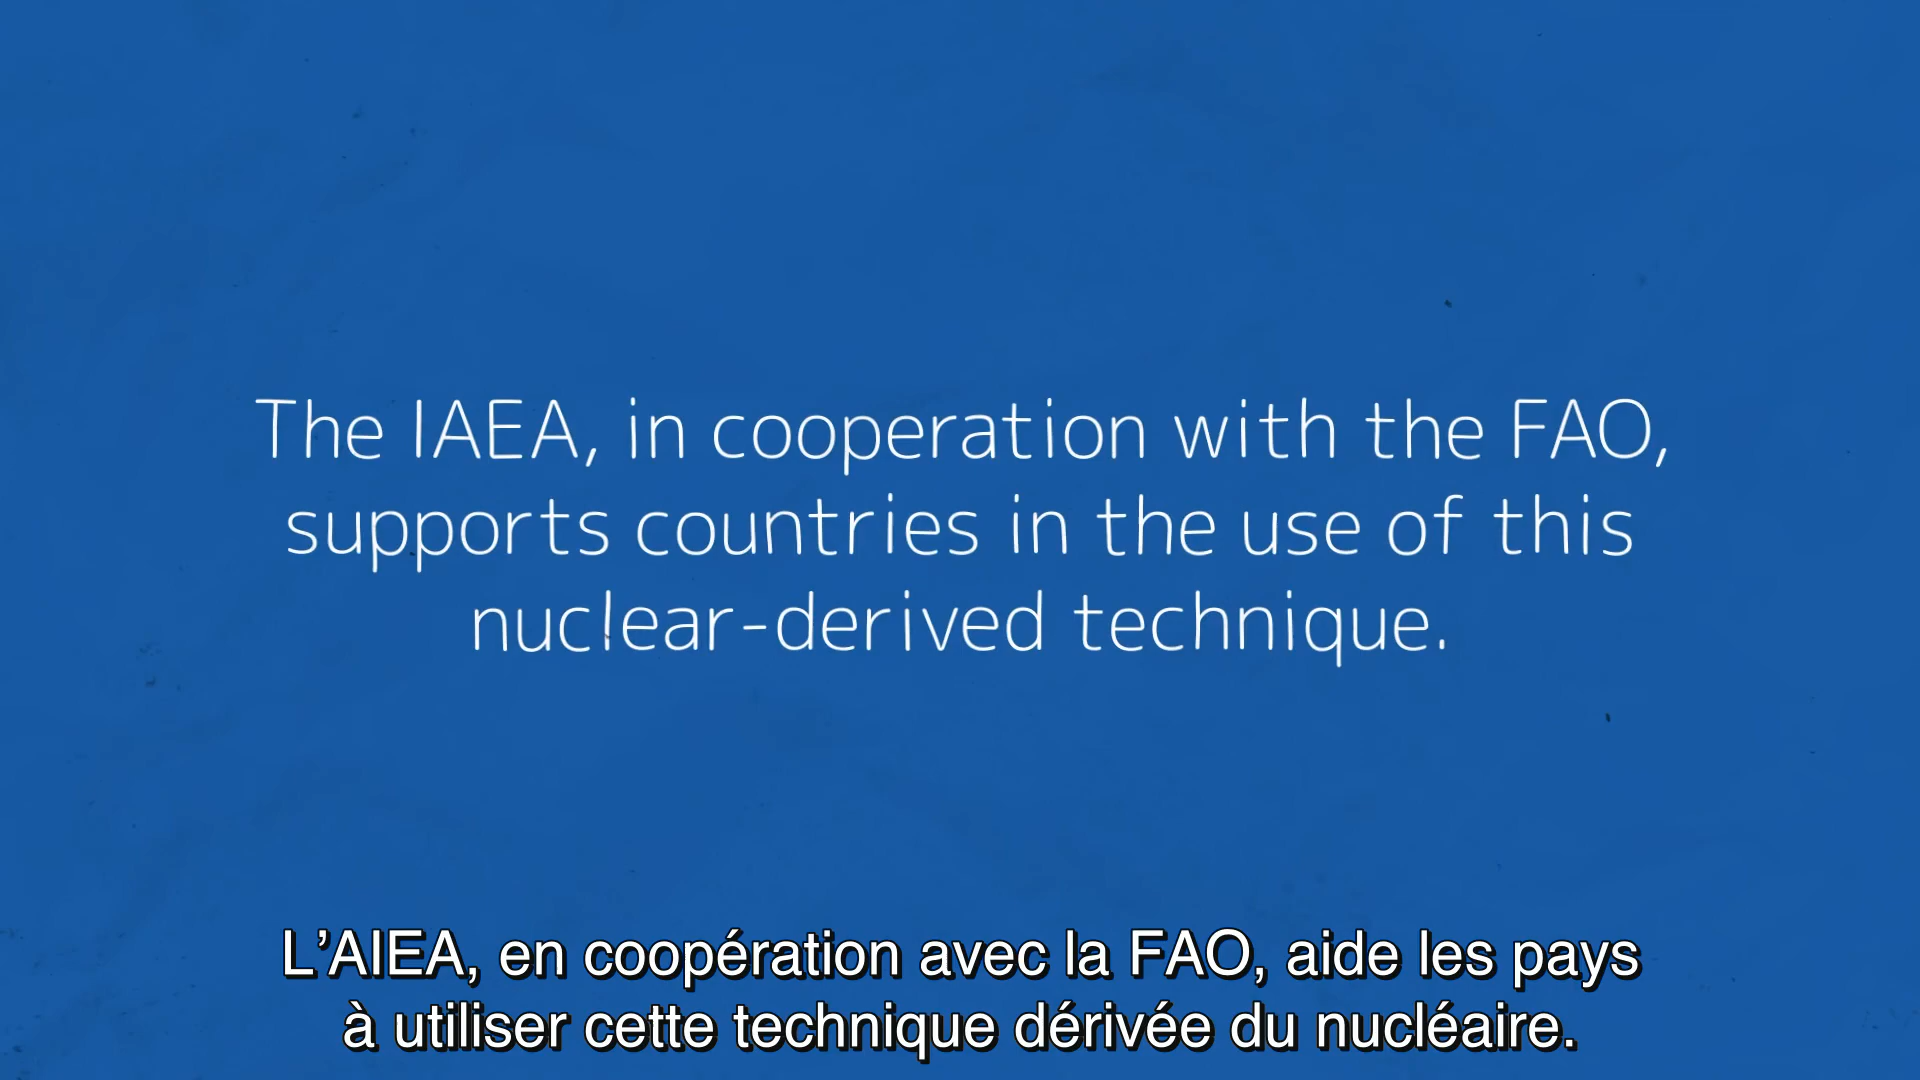 The IAEA, in cooperation with the FAO,
supports countries in the use of this
nuclear-derived technique.
L’AIEA, en coopération avec la FAO, aide les pays
à utiliser cette technique dérivée du nucléaire.